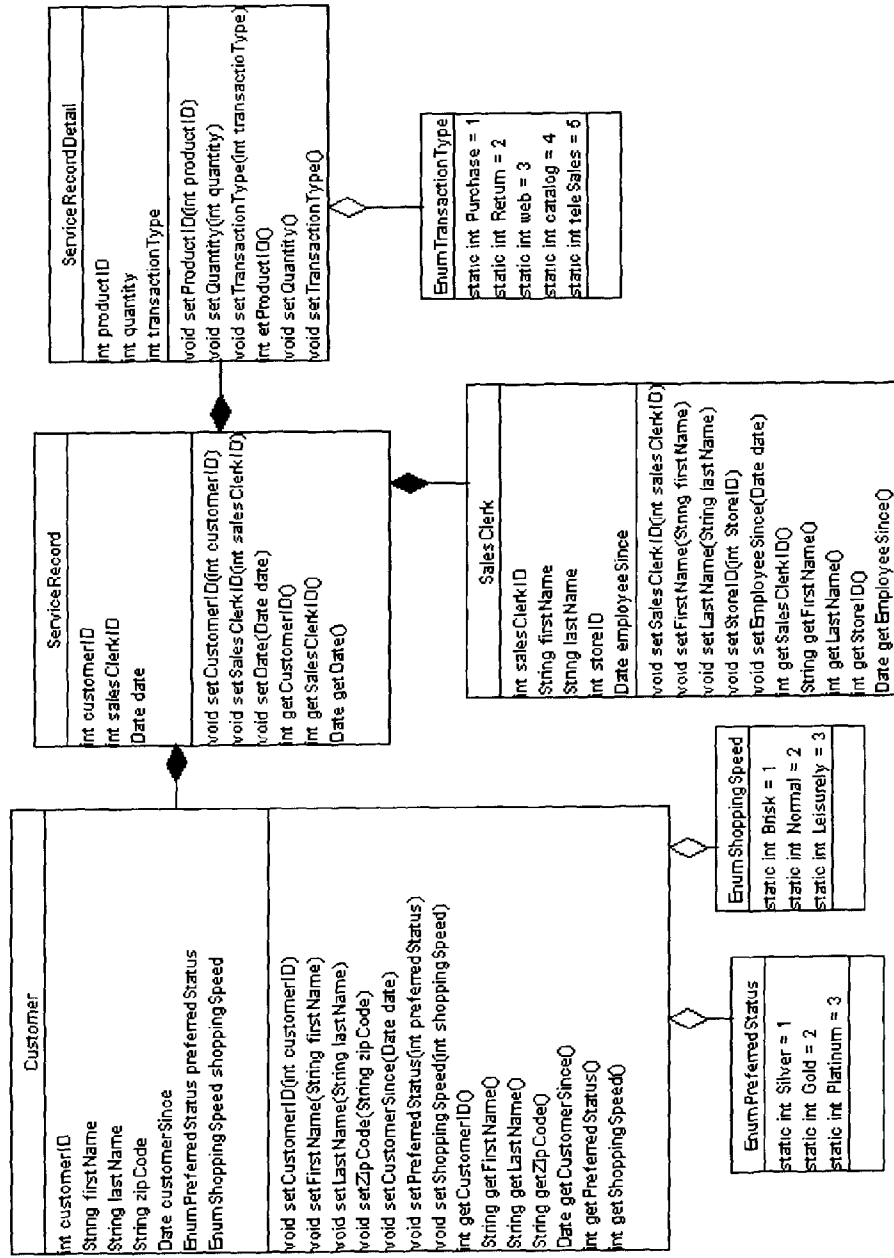 Customer
int customerID
String firstName
String lastName
String zipCode
Date customerSince
EnumPreferredStatus preferredStatus
EnumShoppingSpeed shoppingSpeed
void setCustomerID(int customerID)
void setFirstName(String firstName)
void setLastName(String lastName)
void setZipCode(String zipCode)
void setCustomerSince(Date date)
void setPreferredStatus(int preferredStatus)
void setShoppingSpeed(int shoppingSpeed)
int getCustomerID()
String getFirstName()
String getLastName()
String getZipCode()
Date getCustomerSince()
int getPreferredStatus()
int getShoppingSpeed()
EnumPreferredStatus
static int Silver = 1
static int Gold = 2
static int Platinum = 3
EnumShoppingSpeed
static int Brisk = 1
static int Normal = 2
static int Leisurely = 3
ServiceRecord
int customerID
int salesClerkID
Date date
void setCustomerID(int customerID)
void setSalesClerkID(int salesClerkID)
void setDate(Date date)
int getCustomerID()
int getSalesClerkID()
Date getDate()
SalesClerk
int salesClerkID
String firstName
String lastName
int storeID
Date employeeSince
void setSalesClerkID(int salesClerkID)
void setFirstName(String firstName)
void setLastName(String lastName)
void setStoreID(int StoreID)
void setEmployeeSince(Date date)
int getSalesClerkID()
String getFirstName()
int getLastName()
int getStoreID()
Date getEmployeeSince()
ServiceRecordDetail
int productID
int quantity
int transactionType
void setProductID(int productID)
void setQuantity(int quantity)
void setTransactionType(int transactioType)
int etProductID()
void setQuantity()
void setTransactionType()
EnumTransactionType
static int Purchase = 1
static int Return = 2
static int web = 3
static int catalog = 4
static int teleSales = 5